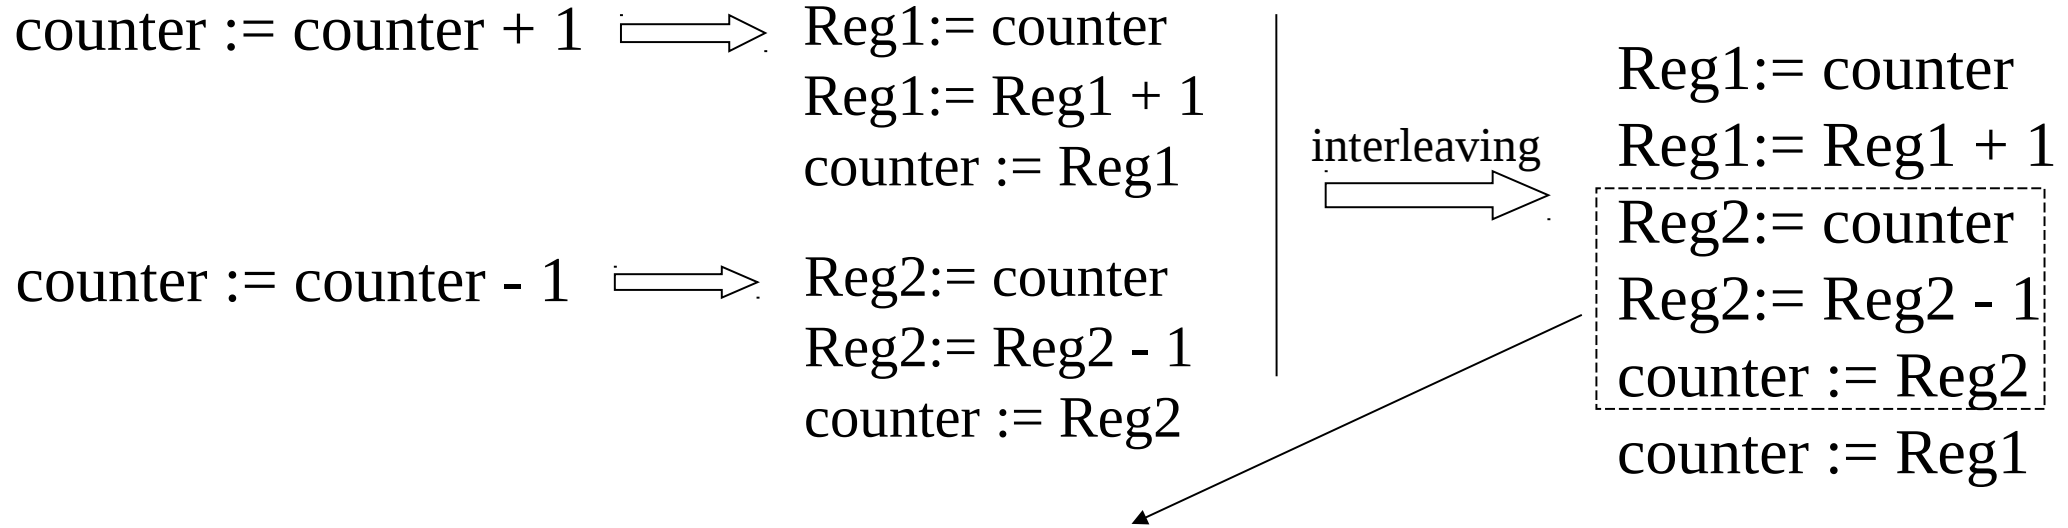 counter := counter + 1
Reg1:= counter
Reg1:= Reg1 + 1
counter := Reg1
counter := counter - 1
Reg2:= counter
Reg2:= Reg2 - 1
counter := Reg2
interleaving
Reg1:= counter
Reg1:= Reg1 + 1
Reg2:= counter
Reg2:= Reg2 - 1
counter := Reg2
counter := Reg1